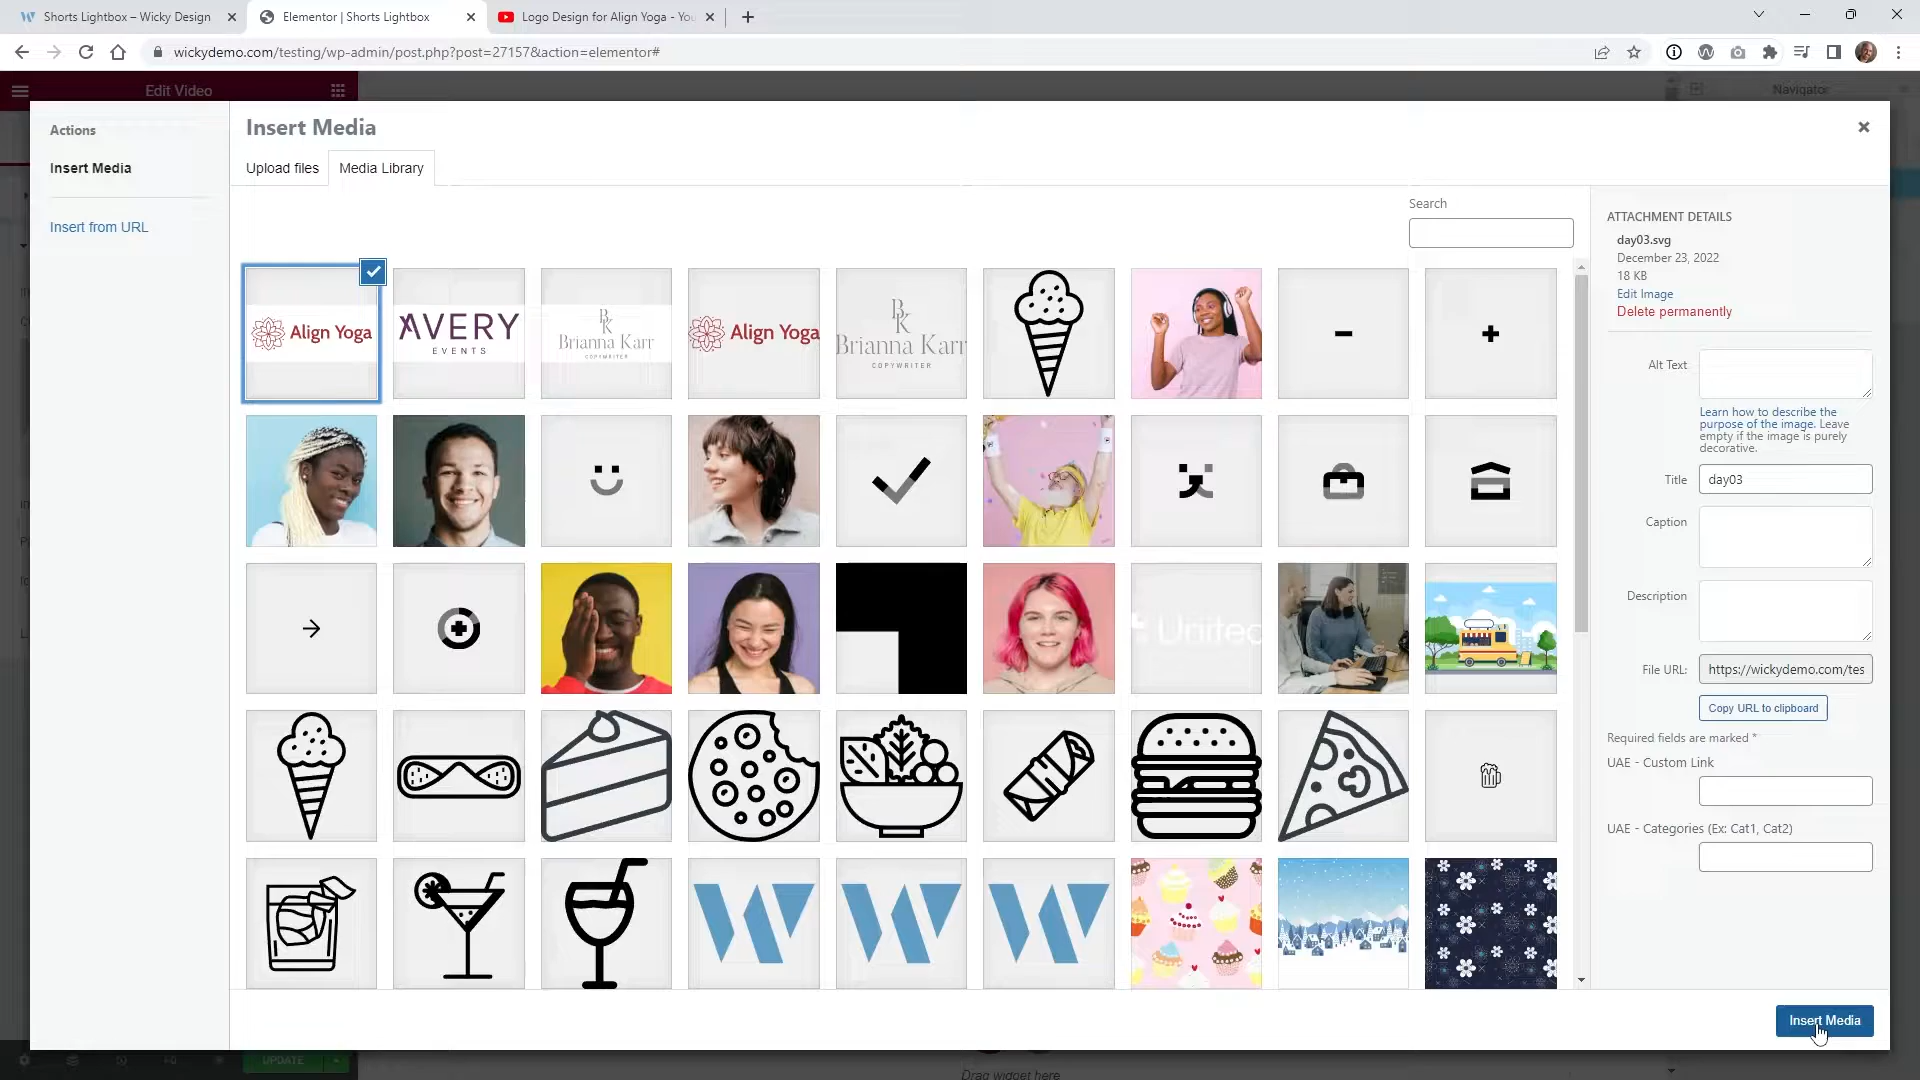 Shorts Lightbox – Wicky Design
Elementor | Shorts Lightbox
Logo Design for Align Yoga - You
wickydemo.com/testing/wp-admin/post.php?post=27157&action=elementor#
Edit Video
Navigator
Actions
Insert Media
Insert from URL
Insert Media
Upload files
Media Library
Search
Align Yoga
AVERY
EVENTS
BK
Brianna Karr
COPYWRITER
Align Yoga
BK
Brianna Karr
COPYWRITER
United
ATTACHMENT DETAILS
day03.svg
December 23, 2022
18 KB
Edit Image
Delete permanently
Alt Text
Learn how to describe the
purpose of the image. Leave
empty if the image is purely
decorative.
Title
day03
Caption
Description
File URL:
https://wickydemo.com/tes
Copy URL to clipboard
Required fields are marked *
UAE - Custom Link
UAE - Categories (Ex: Cat1, Cat2)
Insert Media
UPDATE
Drag widget here